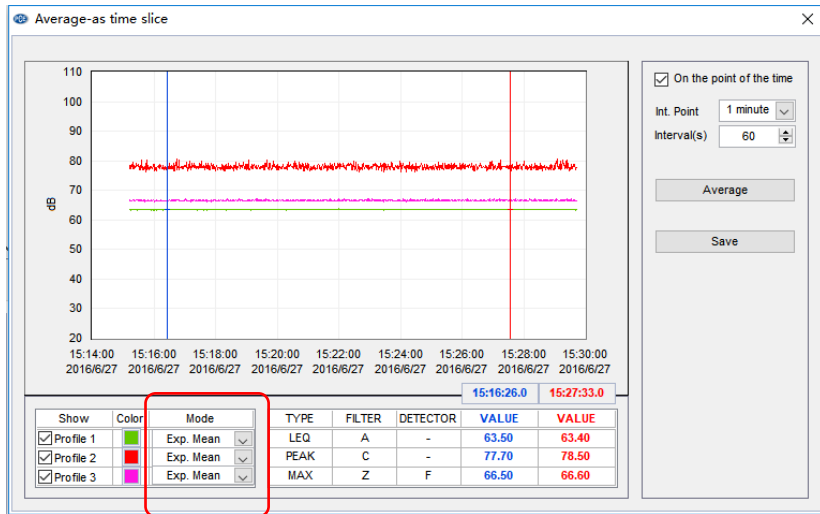 PCE Average-as time slice
110
100
90
80
70
60
50
40
30
20
dB
15:14:00 15:16:00 15:18:00 15:20:00 15:22:00 15:24:00 15:26:00 15:28:00 15:30:00
2016/6/27 2016/6/27 2016/6/27 2016/6/27 2016/6/27 2016/6/27 2016/6/27 2016/6/27 2016/6/27
15:16:26.0 15:27:33.0
Show Color Mode TYPE FILTER DETECTOR VALUE VALUE
Profile 1 Exp. Mean LEQ A - 63.50 63.40
Profile 2 Exp. Mean PEAK C - 77.70 78.50
Profile 3 Exp. Mean MAX Z F 66.50 66.60
On the point of the time
Int. Point 1 minute
Interval(s) 60
Average
Save